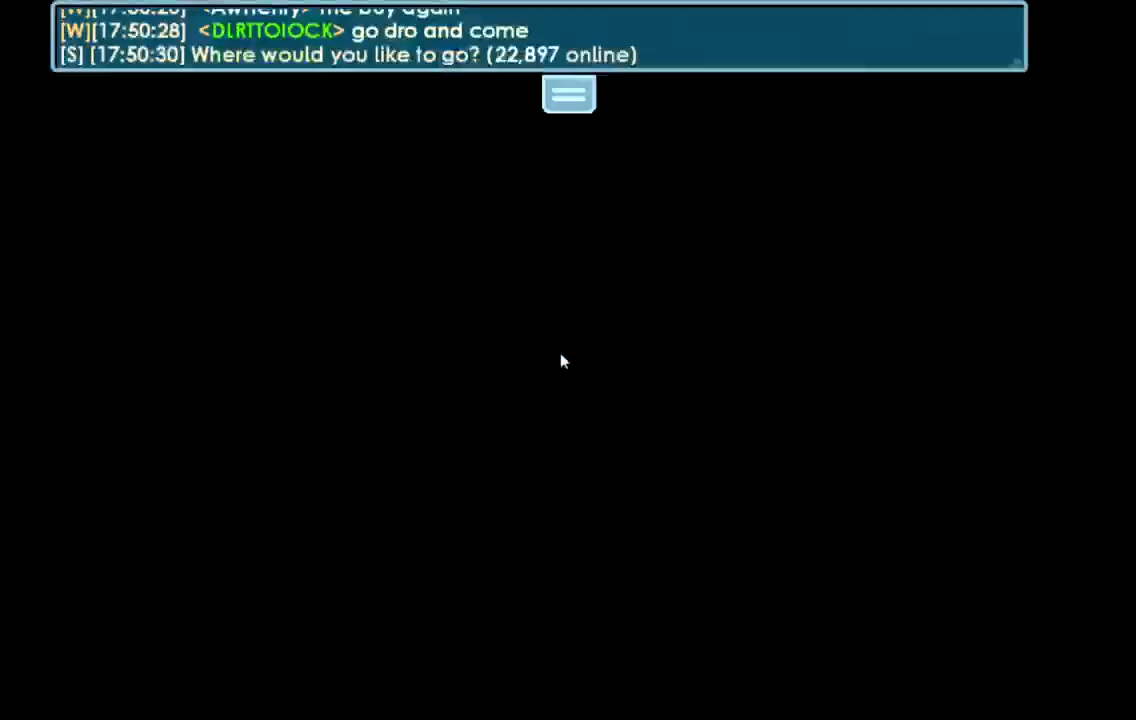 [W][17:50:28] <DLRTTOIOCK> go dro and come
[S] [17:50:30] Where would you like to go? (22,897 online)